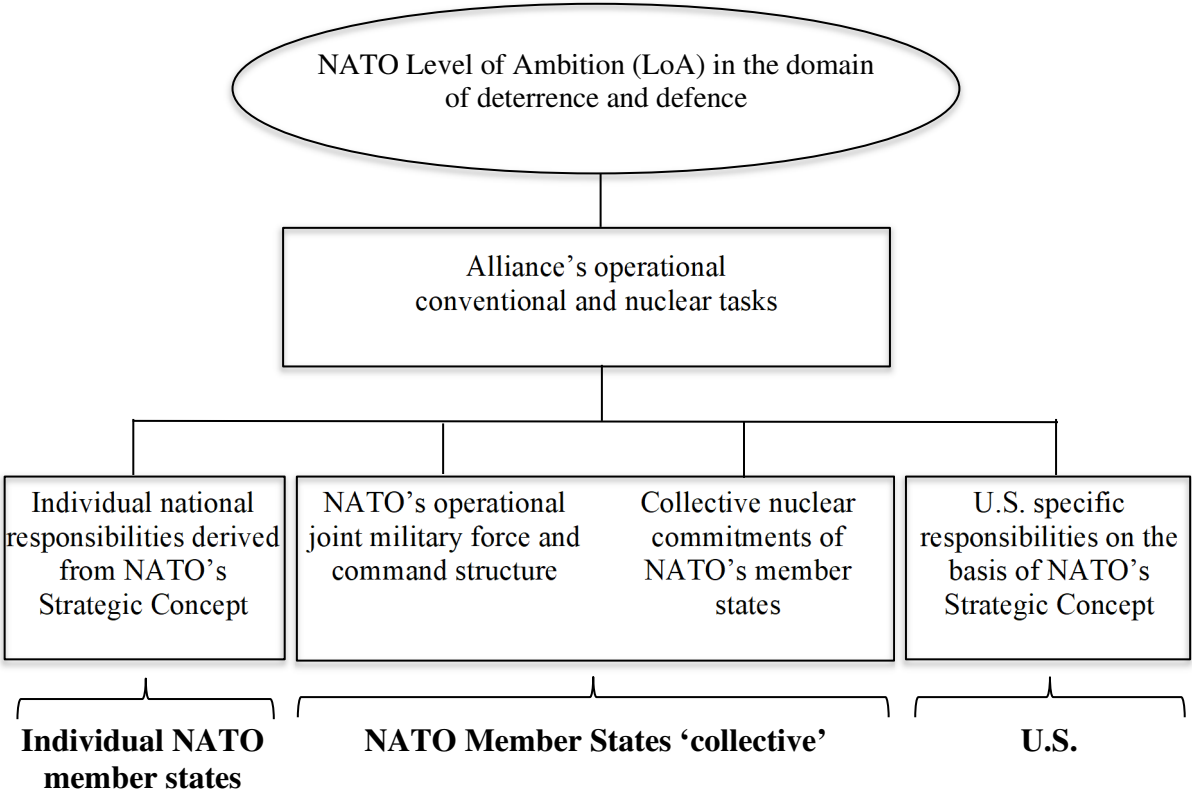 NATO Level of Ambition (LoA) in the domain
of deterrence and defence
Alliance’s operational
conventional and nuclear tasks
Individual national
responsibilities derived
from NATO’s
Strategic Concept
NATO’s operational
joint military force and
command structure
Collective nuclear
commitments of
NATO’s member
states
U.S. specific
responsibilities on the
basis of NATO’s
Strategic Concept
Individual NATO
member states
NATO Member States ‘collective’
U.S.